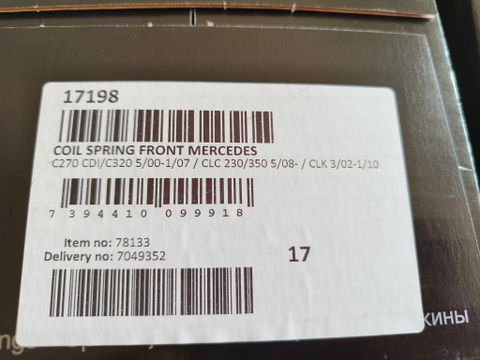 17198
COIL SPRING FRONT MERCEDES
C270 CDI/C320 5/00-1/07 / CLC 230/350 5/08- / CLK 3/02-1/10
7 394410 099918
Item no: 78133
Delivery no: 7049352
17